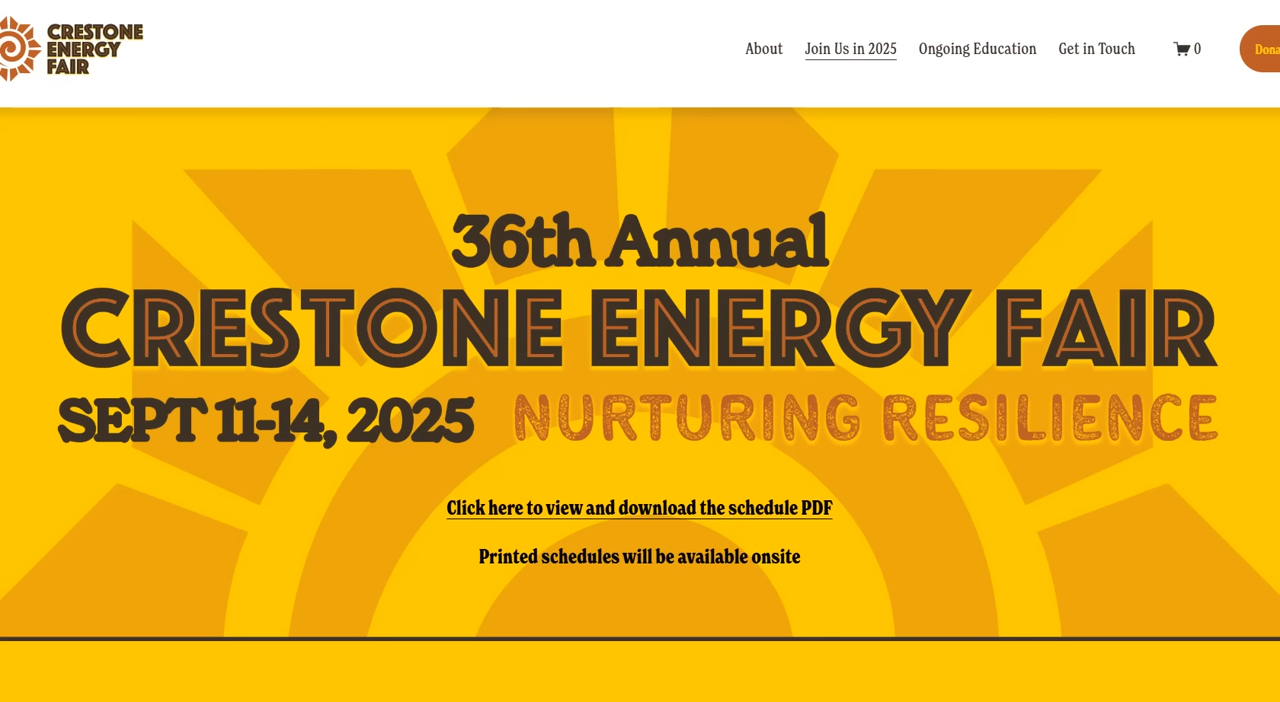 CRESTONE
ENERGY
FAIR
About Join Us in 2025 Ongoing Education Get in Touch 0
36th Annual
CRESTONE ENERGY FAIR
SEPT 11-14, 2025 NURTURING RESILIENCE
Click here to view and download the schedule PDF
Printed schedules will be available onsite